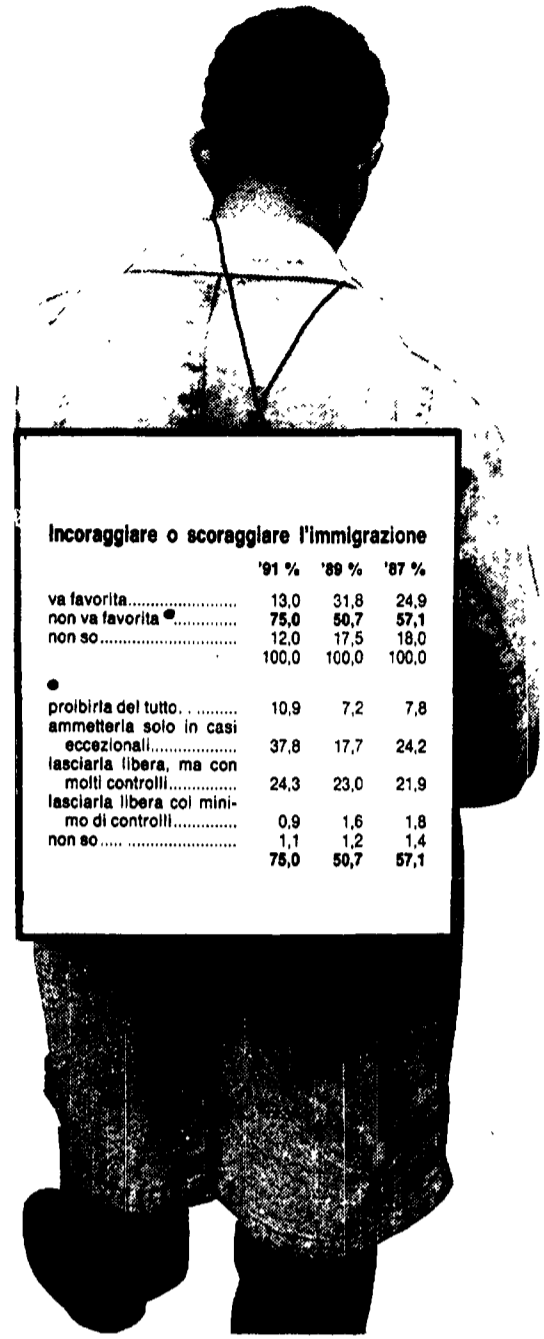 Incoraggiare o scoraggiare l'immigrazione
'91 % '89 % '87 %
va favorita...................... 13,0 31,8 24,9
non va favorita ●............ 75,0 50,7 57,1
non so........................... 12,0 17,5 18,0
100,0 100,0 100,0
●
proibirla del tutto. . ......... 10,9 7,2 7,8
ammetterla solo in casi
eccezionali................... 37,8 17,7 24,2
lasciarla libera, ma con
molti controlli............... 24,3 23,0 21,9
lasciarla libera col mini-
mo di controlli.............. 0,9 1,6 1,8
non so..... ....................... 1,1 1,2 1,4
75,0 50,7 57,1